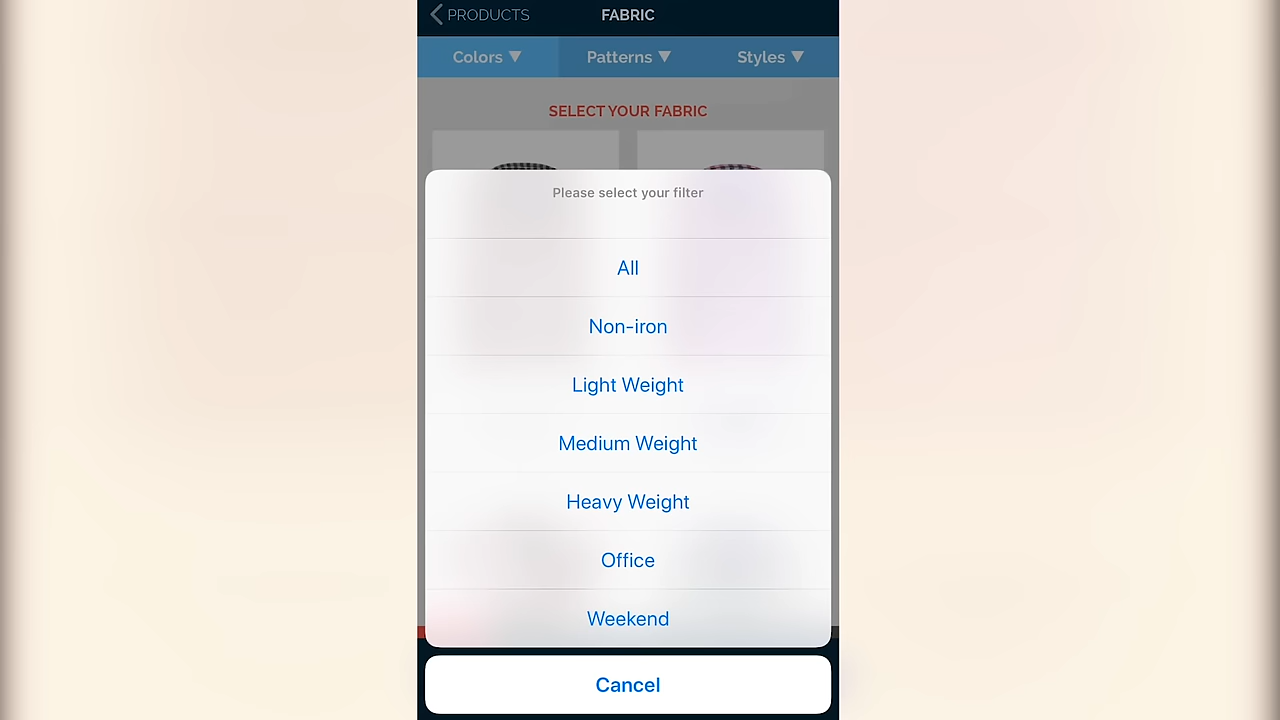 PRODUCTS FABRIC
Colors ▼ Patterns ▼ Styles ▼
SELECT YOUR FABRIC
Please select your filter
All
Non-iron
Light Weight
Medium Weight
Heavy Weight
Office
Weekend
Cancel